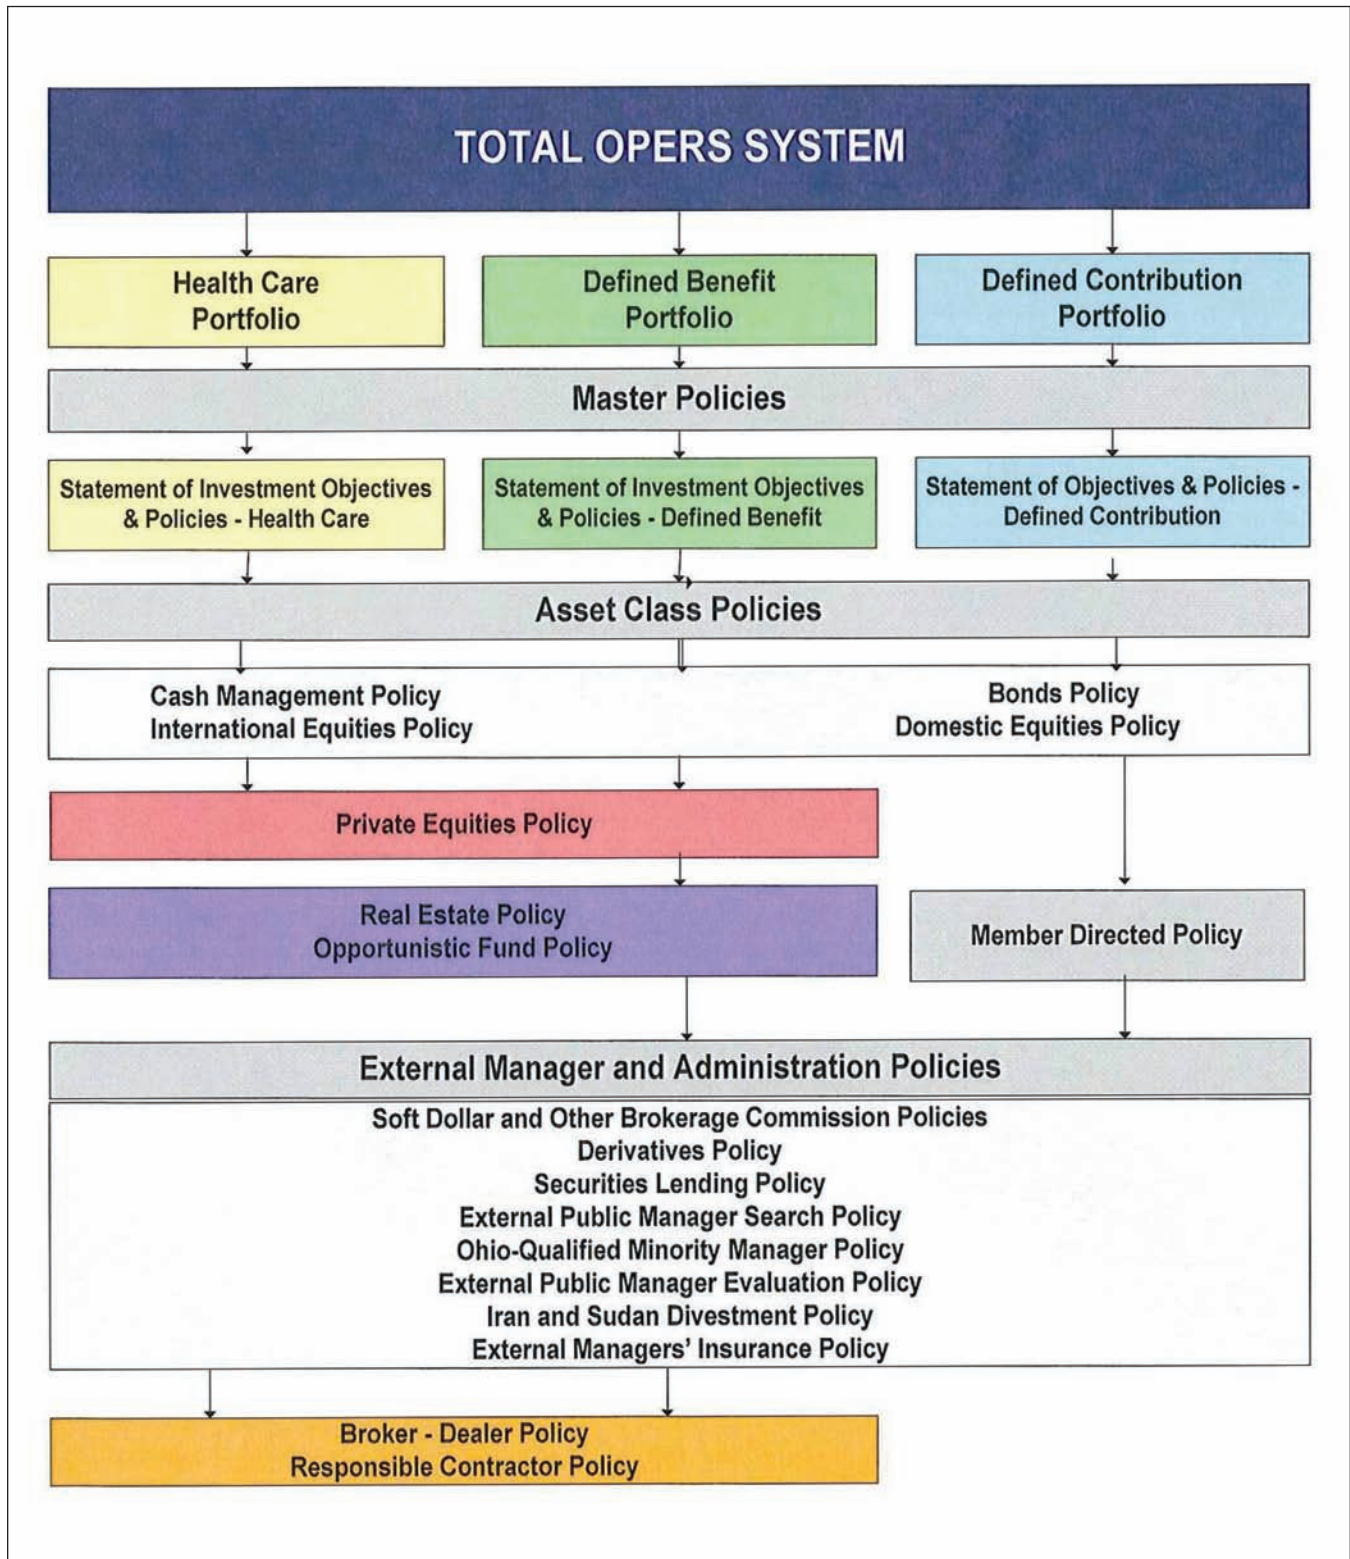 TOTAL OPERS SYSTEM
Health Care
Portfolio
Defined Benefit
Portfolio
Defined Contribution
Portfolio
Master Policies
Statement of Investment Objectives
& Policies - Health Care
Statement of Investment Objectives
& Policies - Defined Benefit
Statement of Objectives & Policies -
Defined Contribution
Asset Class Policies
Cash Management Policy
International Equities Policy
Bonds Policy
Domestic Equities Policy
Private Equities Policy
Real Estate Policy
Opportunistic Fund Policy
Member Directed Policy
External Manager and Administration Policies
Soft Dollar and Other Brokerage Commission Policies
Derivatives Policy
Securities Lending Policy
External Public Manager Search Policy
Ohio-Qualified Minority Manager Policy
External Public Manager Evaluation Policy
Iran and Sudan Divestment Policy
External Managers’ Insurance Policy
Broker - Dealer Policy
Responsible Contractor Policy